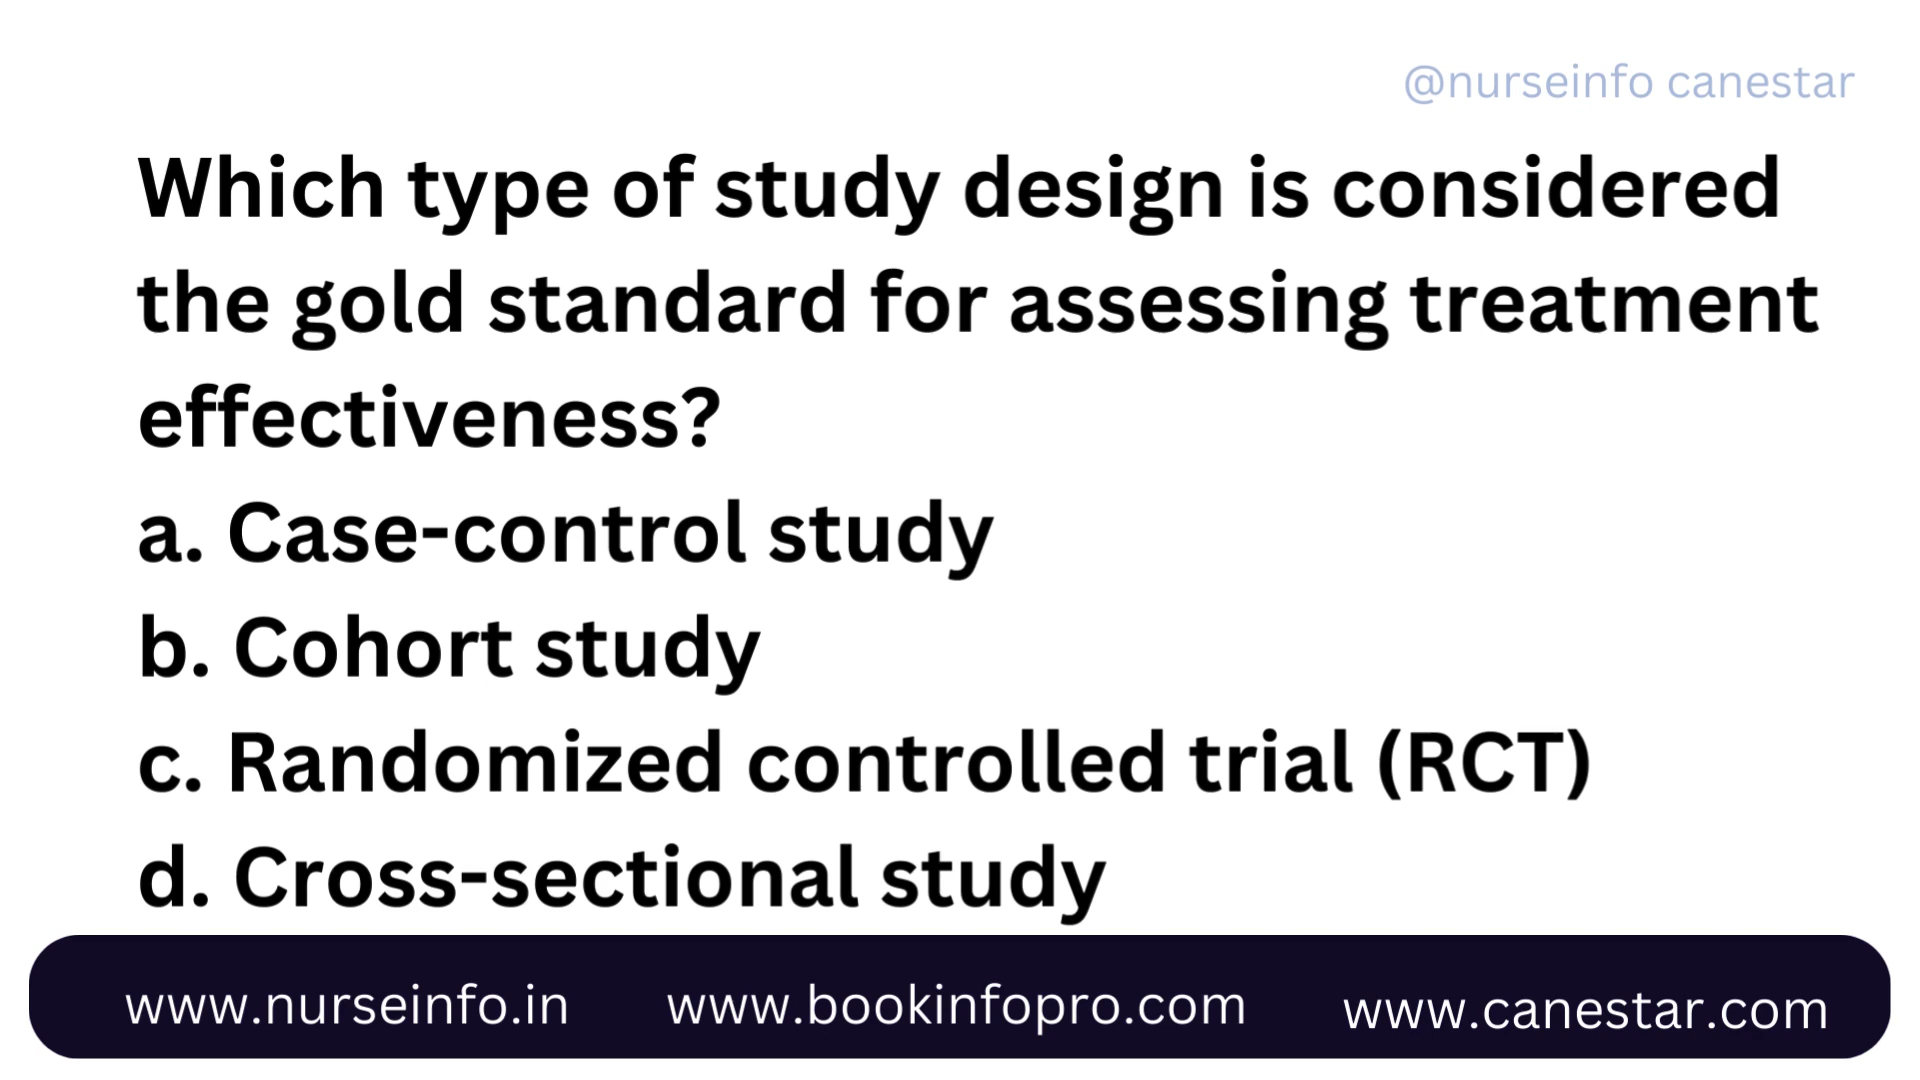 @nurseinfo canestar
Which type of study design is considered
the gold standard for assessing treatment
effectiveness?
a. Case-control study
b. Cohort study
c. Randomized controlled trial (RCT)
d. Cross-sectional study
www.nurseinfo.in www.bookinfopro.com www.canestar.com